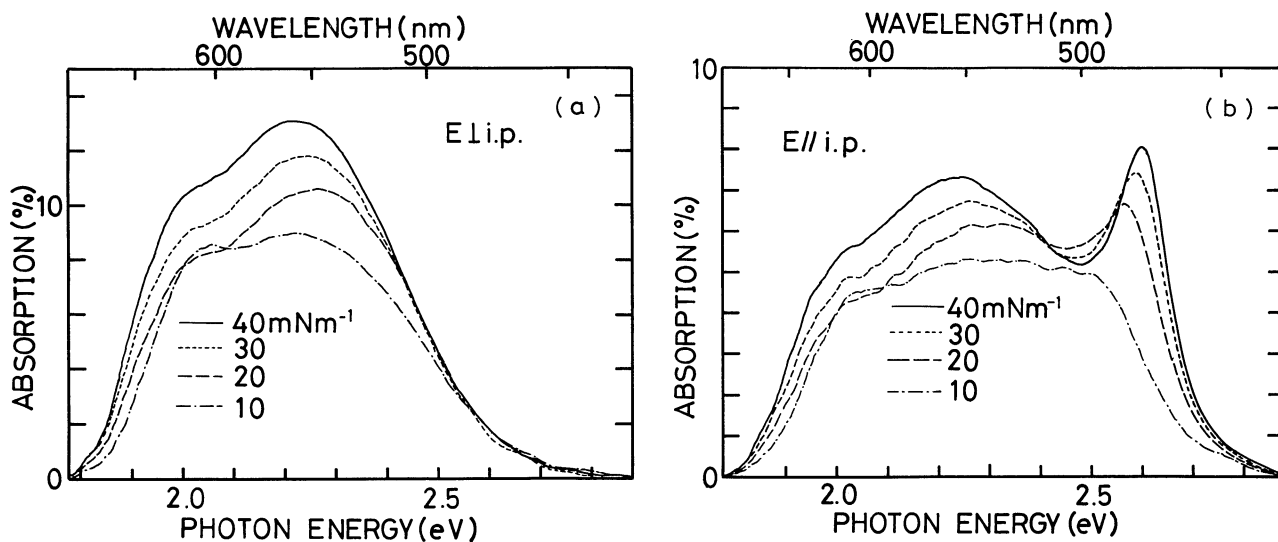 WAVELENGTH (nm)
600 500
(a)
E⊥i.p.
10
0
ABSORPTION (%)
40mNm⁻¹
30
20
10
2.0 2.5
PHOTON ENERGY (eV)
WAVELENGTH (nm)
600 500
10
(b)
E//i.p.
0
ABSORPTION (%)
40mNm⁻¹
30
20
10
2.0 2.5
PHOTON ENERGY (eV)